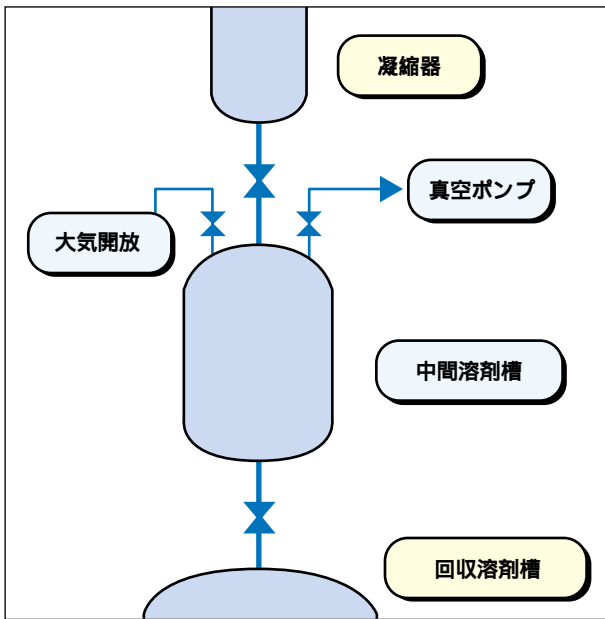 凝縮器
真空ポンプ
大気開放
中間溶剤槽
回収溶剤槽